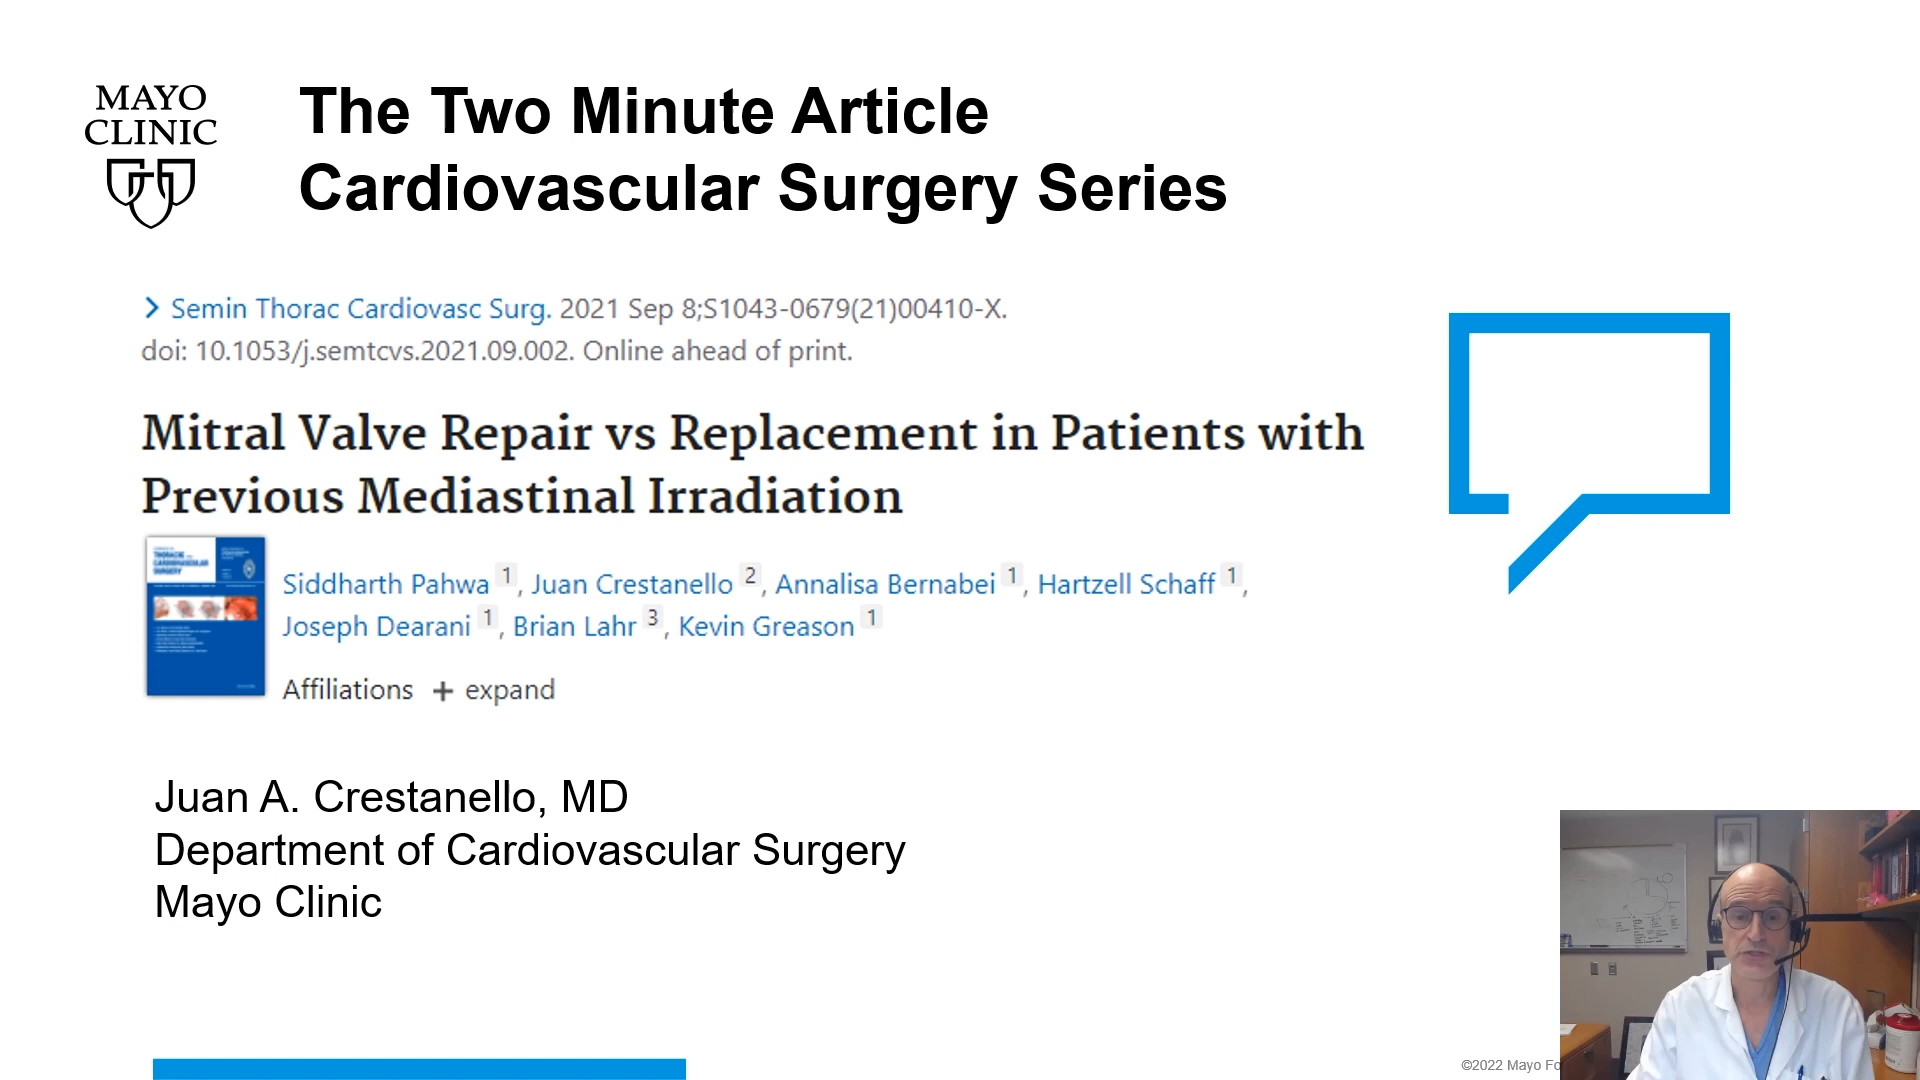 MAYO
CLINIC
The Two Minute Article
Cardiovascular Surgery Series
Semin Thorac Cardiovasc Surg. 2021 Sep 8;S1043-0679(21)00410-X.
doi: 10.1053/j.semtcvs.2021.09.002. Online ahead of print.
Mitral Valve Repair vs Replacement in Patients with
Previous Mediastinal Irradiation
THORACIC AND
CARDIOVASCULAR
SURGERY
Siddharth Pahwa 1, Juan Crestanello 2, Annalisa Bernabei 1, Hartzell Schaff 1,
Joseph Dearani 1, Brian Lahr 3, Kevin Greason 1
Affiliations + expand
Juan A. Crestanello, MD
Department of Cardiovascular Surgery
Mayo Clinic
©2022 Mayo Fo